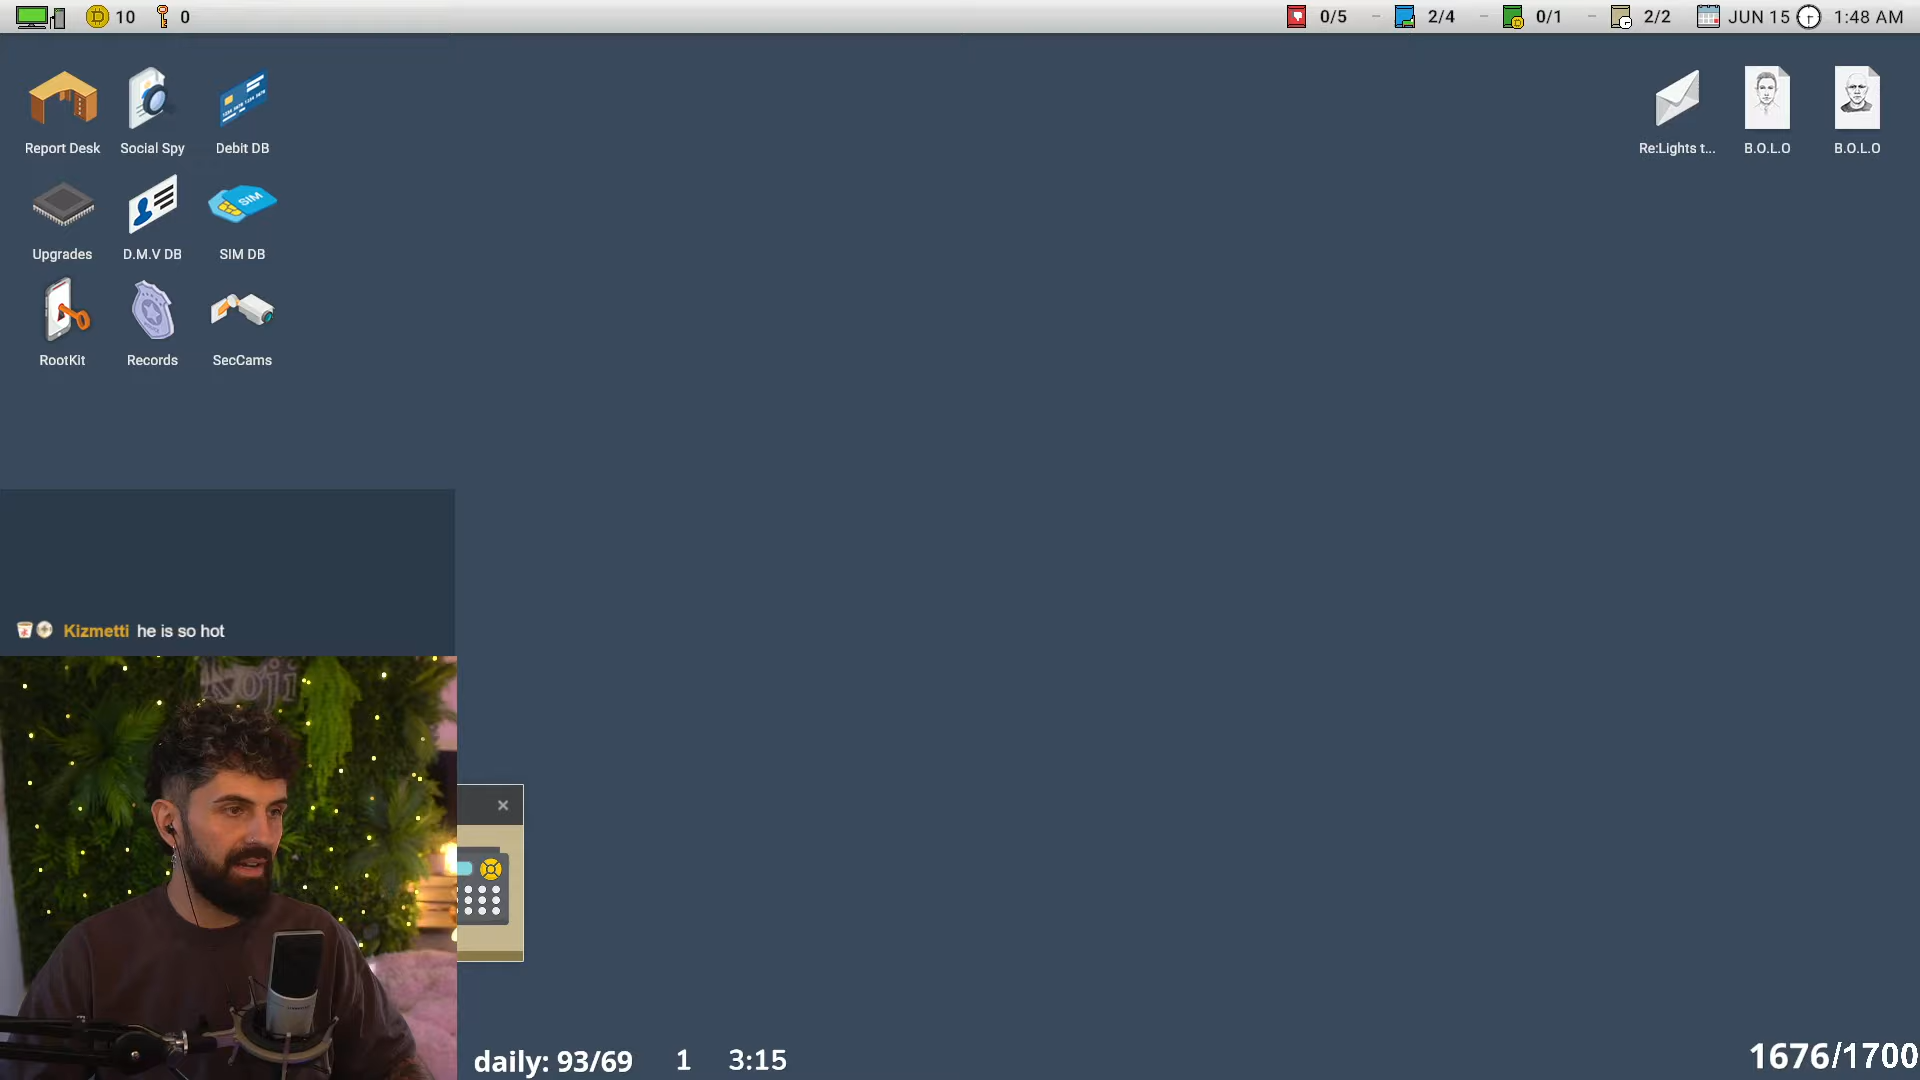 10 0 0/5 - 2/4 - 0/1 - 2/2 JUN 15 1:48 AM
Report Desk Social Spy Debit DB Re:Lights t... B.O.L.O B.O.L.O
SIM
Upgrades D.M.V DB SIM DB
RootKit Records SecCams
Kizmetti he is so hot
Koji
daily: 93/69 1 3:15 1676/1700